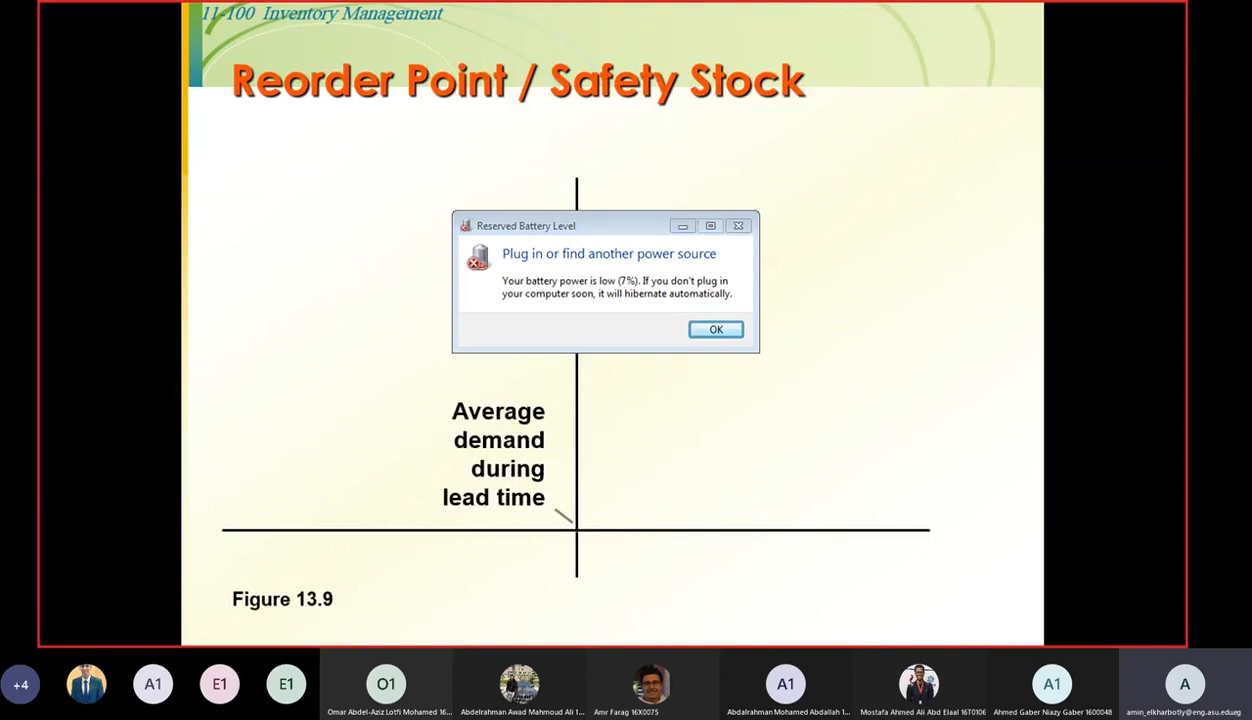 11-100 Inventory Management
Reorder Point / Safety Stock
Reserved Battery Level
Plug in or find another power source
Your battery power is low (7%). If you don't plug in
your computer soon, it will hibernate automatically.
OK
Average
demand
during
lead time
Figure 13.9
+4
A1
E1
E1
O1
A1
A1
A
Omar Abdel-Aziz Lotfi Mohamed 16...
Abdelrahman Awad Mahmoud Ali 1...
Amr Farag 16X0075
Abdalrahman Mohamed Abdallah 1...
Mostafa Ahmed Ali Abd Elaal 16T0106
Ahmed Gaber Niazy Gaber 1600048
amin_elkharbotly@eng.asu.edueg